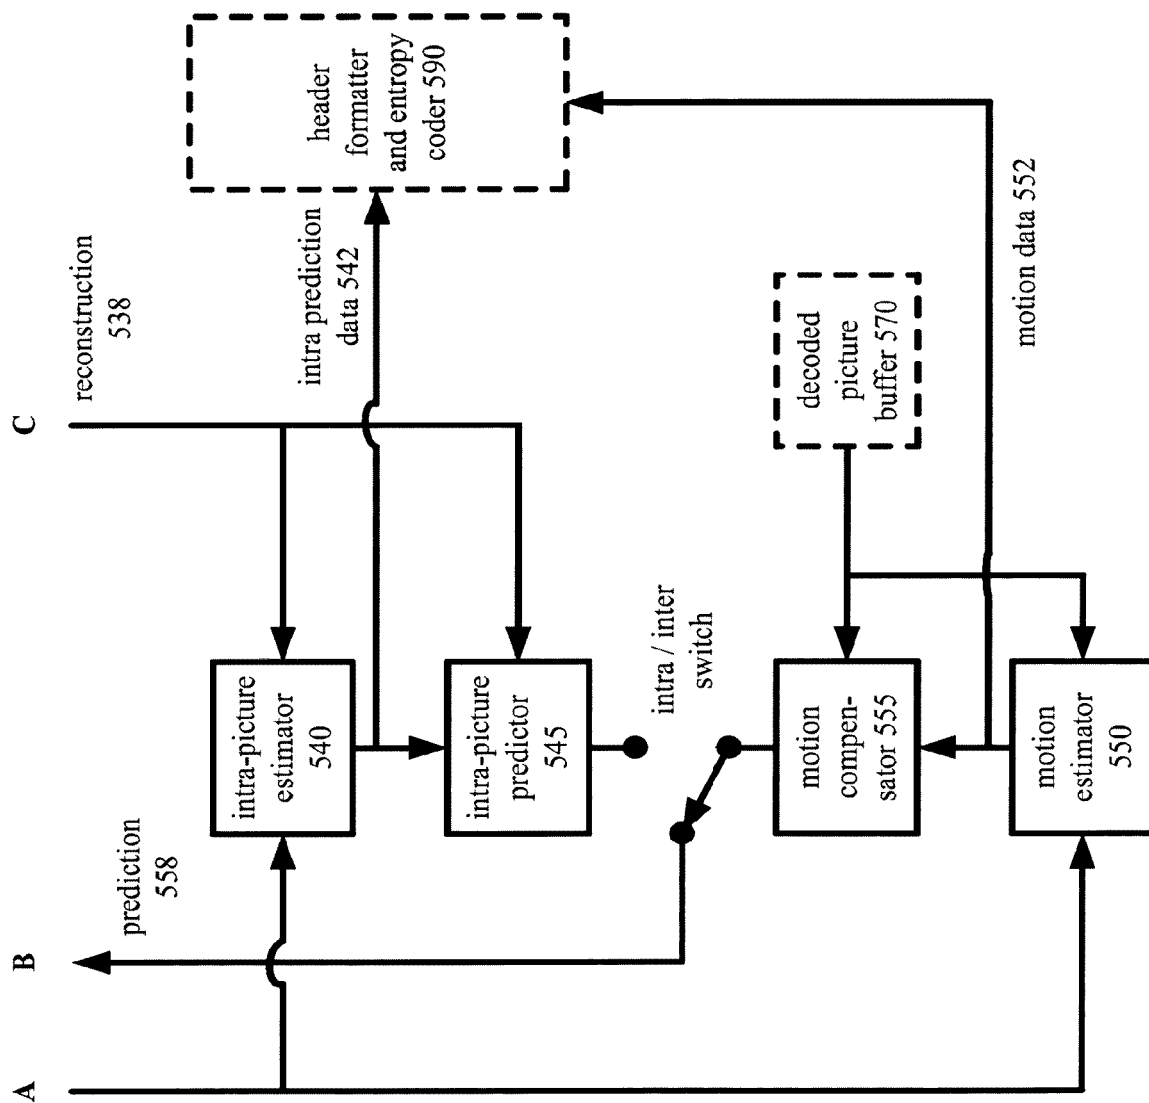 A
B
C
prediction
558
reconstruction
538
intra-picture
estimator
540
intra prediction
data 542
header
formatter
and entropy
coder 590
intra-picture
predictor
545
intra / inter
switch
motion
compen-
sator 555
decoded
picture
buffer 570
motion
estimator
550
motion data 552